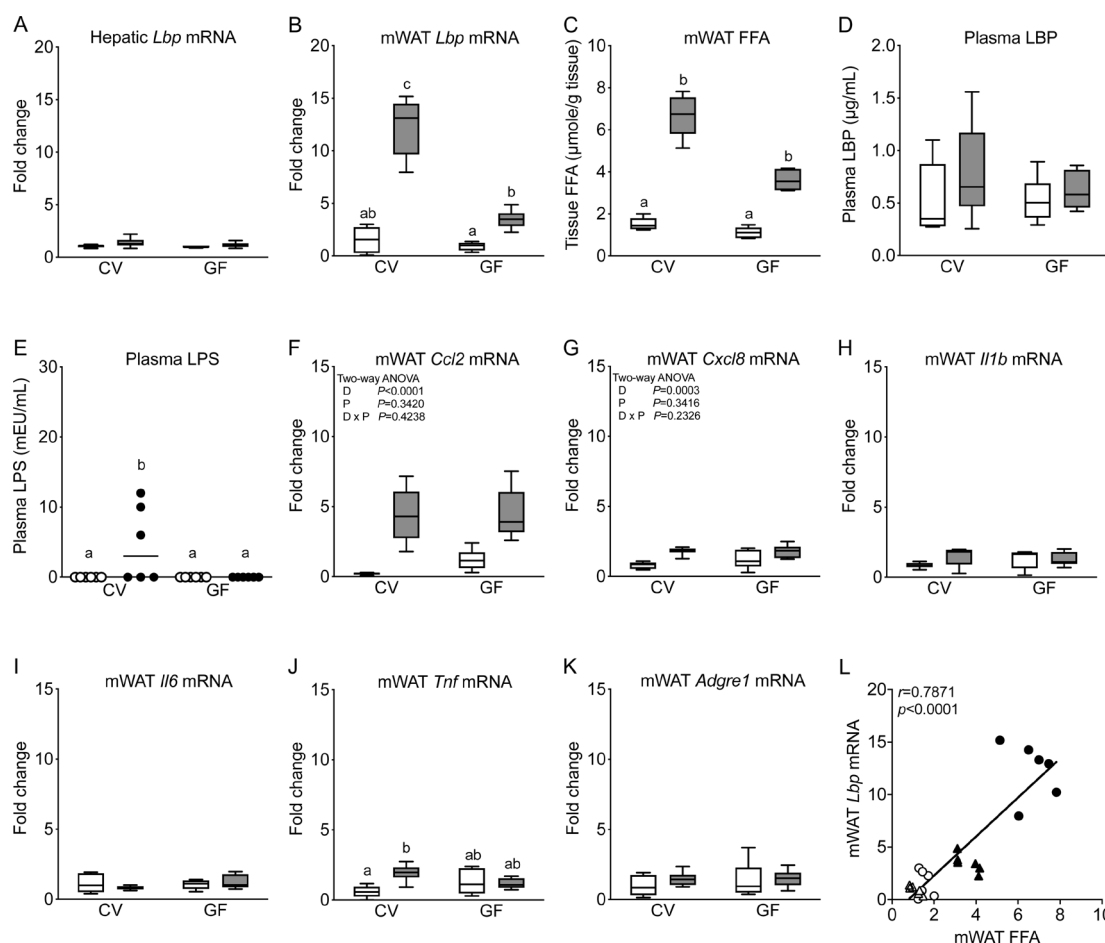 A
Hepatic Lbp mRNA
Fold change
20
15
10
5
0
CV
GF
B
mWAT Lbp mRNA
Fold change
20
15
10
5
0
ab
c
a
b
CV
GF
C
mWAT FFA
Tissue FFA (µmole/g tissue)
10
8
6
4
2
0
a
b
a
b
CV
GF
D
Plasma LBP
Plasma LBP (µg/mL)
2.0
1.5
1.0
0.5
0.0
CV
GF
E
Plasma LPS
Plasma LPS (mEU/mL)
30
20
10
0
a
b
a
a
CV
GF
F
mWAT Ccl2 mRNA
Two-way ANOVA
D P<0.0001
P P=0.3420
D x P P=0.4238
Fold change
15
10
5
0
CV
GF
G
mWAT Cxcl8 mRNA
Two-way ANOVA
D P=0.0003
P P=0.3416
D x P P=0.2326
Fold change
15
10
5
0
CV
GF
H
mWAT Il1b mRNA
Fold change
15
10
5
0
CV
GF
I
mWAT Il6 mRNA
Fold change
15
10
5
0
CV
GF
J
mWAT Tnf mRNA
Fold change
15
10
5
0
a
b
ab
ab
CV
GF
K
mWAT Adgre1 mRNA
Fold change
15
10
5
0
CV
GF
L
r=0.7871
p<0.0001
mWAT Lbp mRNA
20
15
10
5
0
0
2
4
6
8
10
mWAT FFA